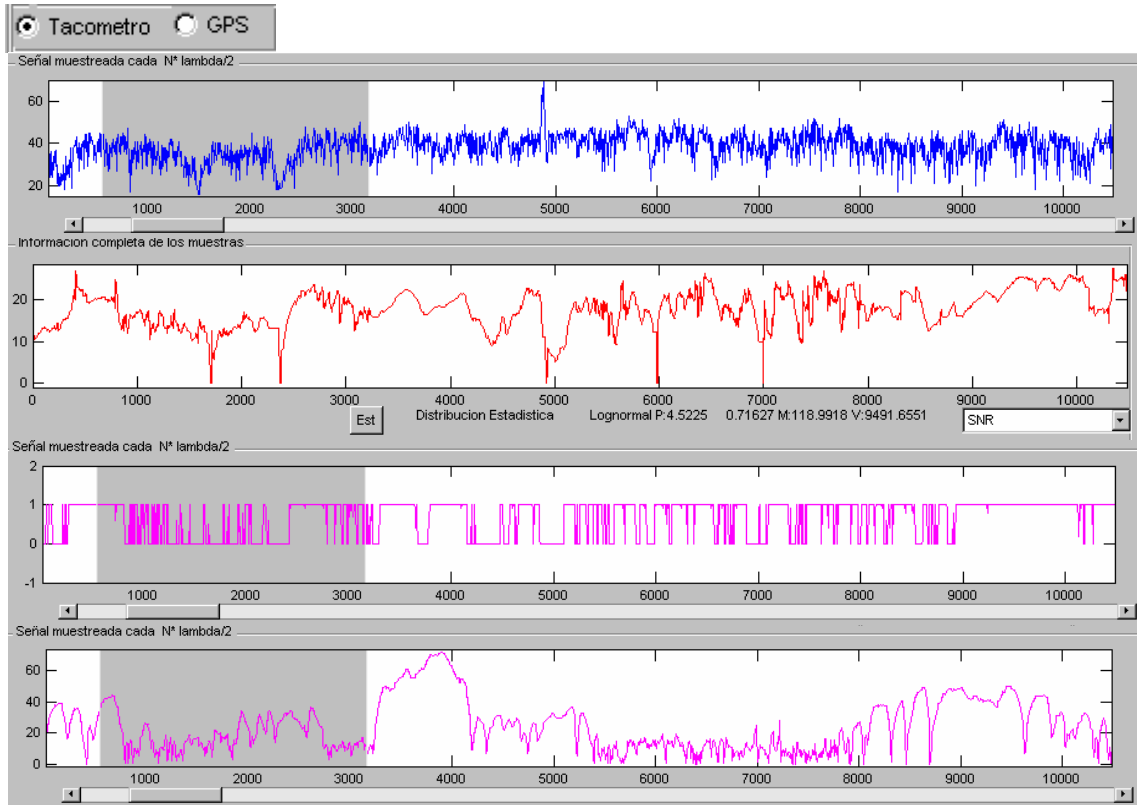 Tacometro GPS
Señal muestreada cada N* lambda/2
60
40
20
1000 2000 3000 4000 5000 6000 7000 8000 9000 10000
Informacion completa de los muestras
20
10
0
0 1000 2000 3000 4000 5000 6000 7000 8000 9000 10000
Est Distribucion Estadistica Lognormal P:4.5225 0.71627 M:118.9918 V:9491.6551 SNR
Señal muestreada cada N* lambda/2
2
1
0
-1
1000 2000 3000 4000 5000 6000 7000 8000 9000 10000
Señal muestreada cada N* lambda/2
60
40
20
0
1000 2000 3000 4000 5000 6000 7000 8000 9000 10000